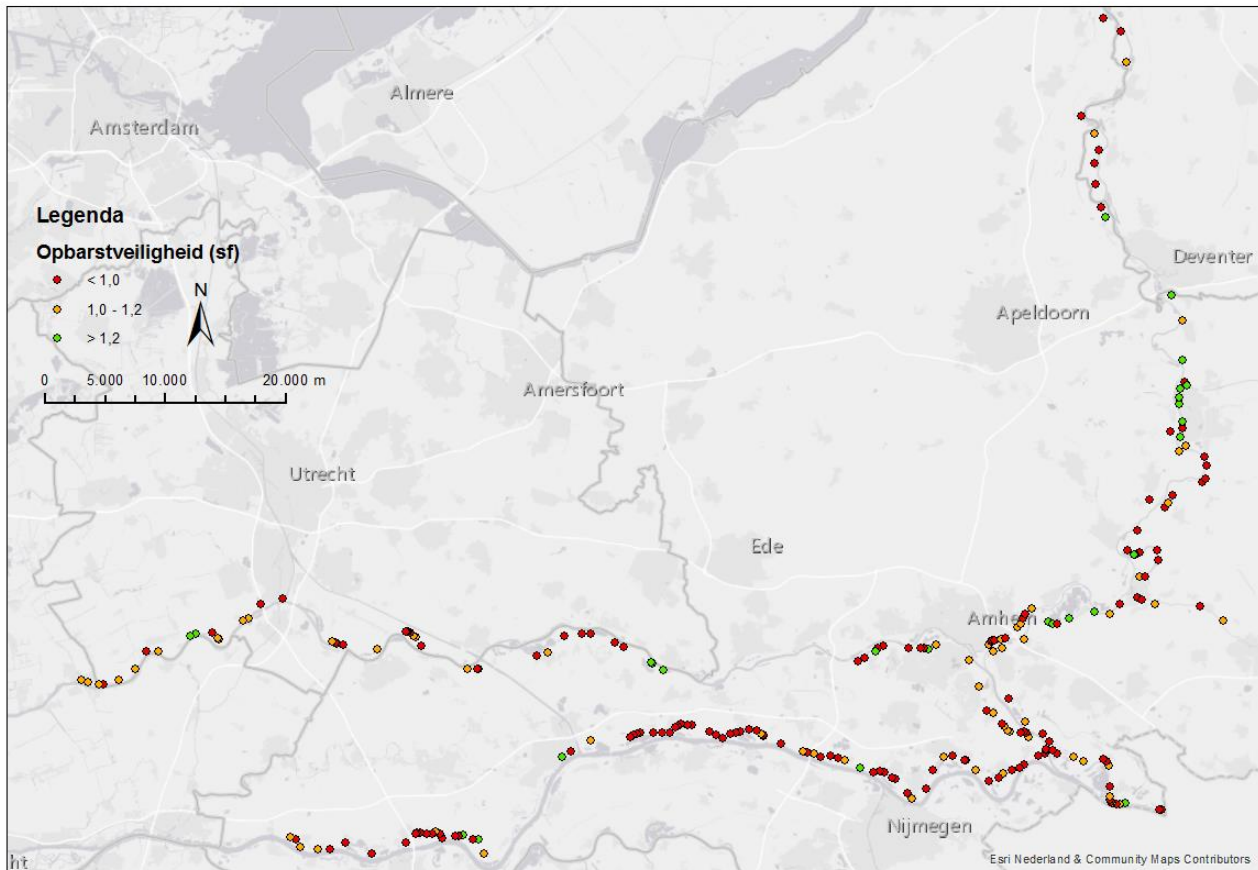 Almere
Amsterdam
Legenda
Opbarstveiligheid (sf)
< 1,0
1,0 - 1,2
> 1,2
N
0 5.000 10.000 20.000 m
Deventer
Apeldoorn
Amersfoort
Utrecht
Ede
Arnhem
Nijmegen
ht
Esri Nederland & Community Maps Contributors